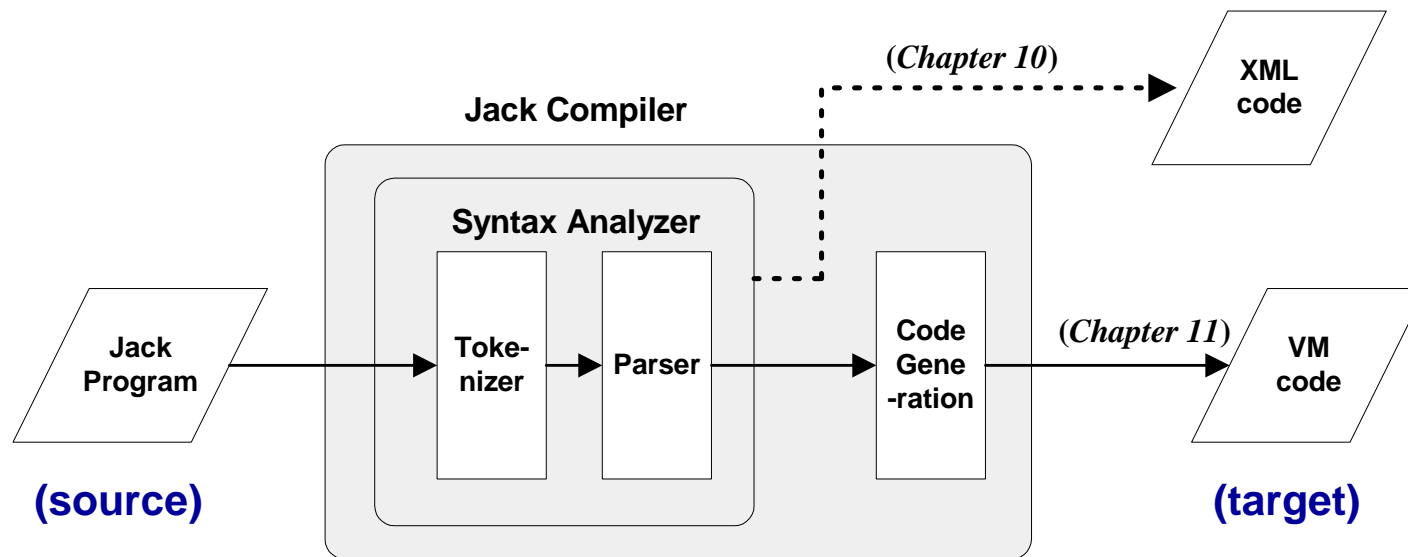 (Chapter 10)
XML
code
Jack Compiler
Syntax Analyzer
Jack
Program
Toke-
nizer
Parser
Code
Gene
-ration
(Chapter 11)
VM
code
(source)
(target)